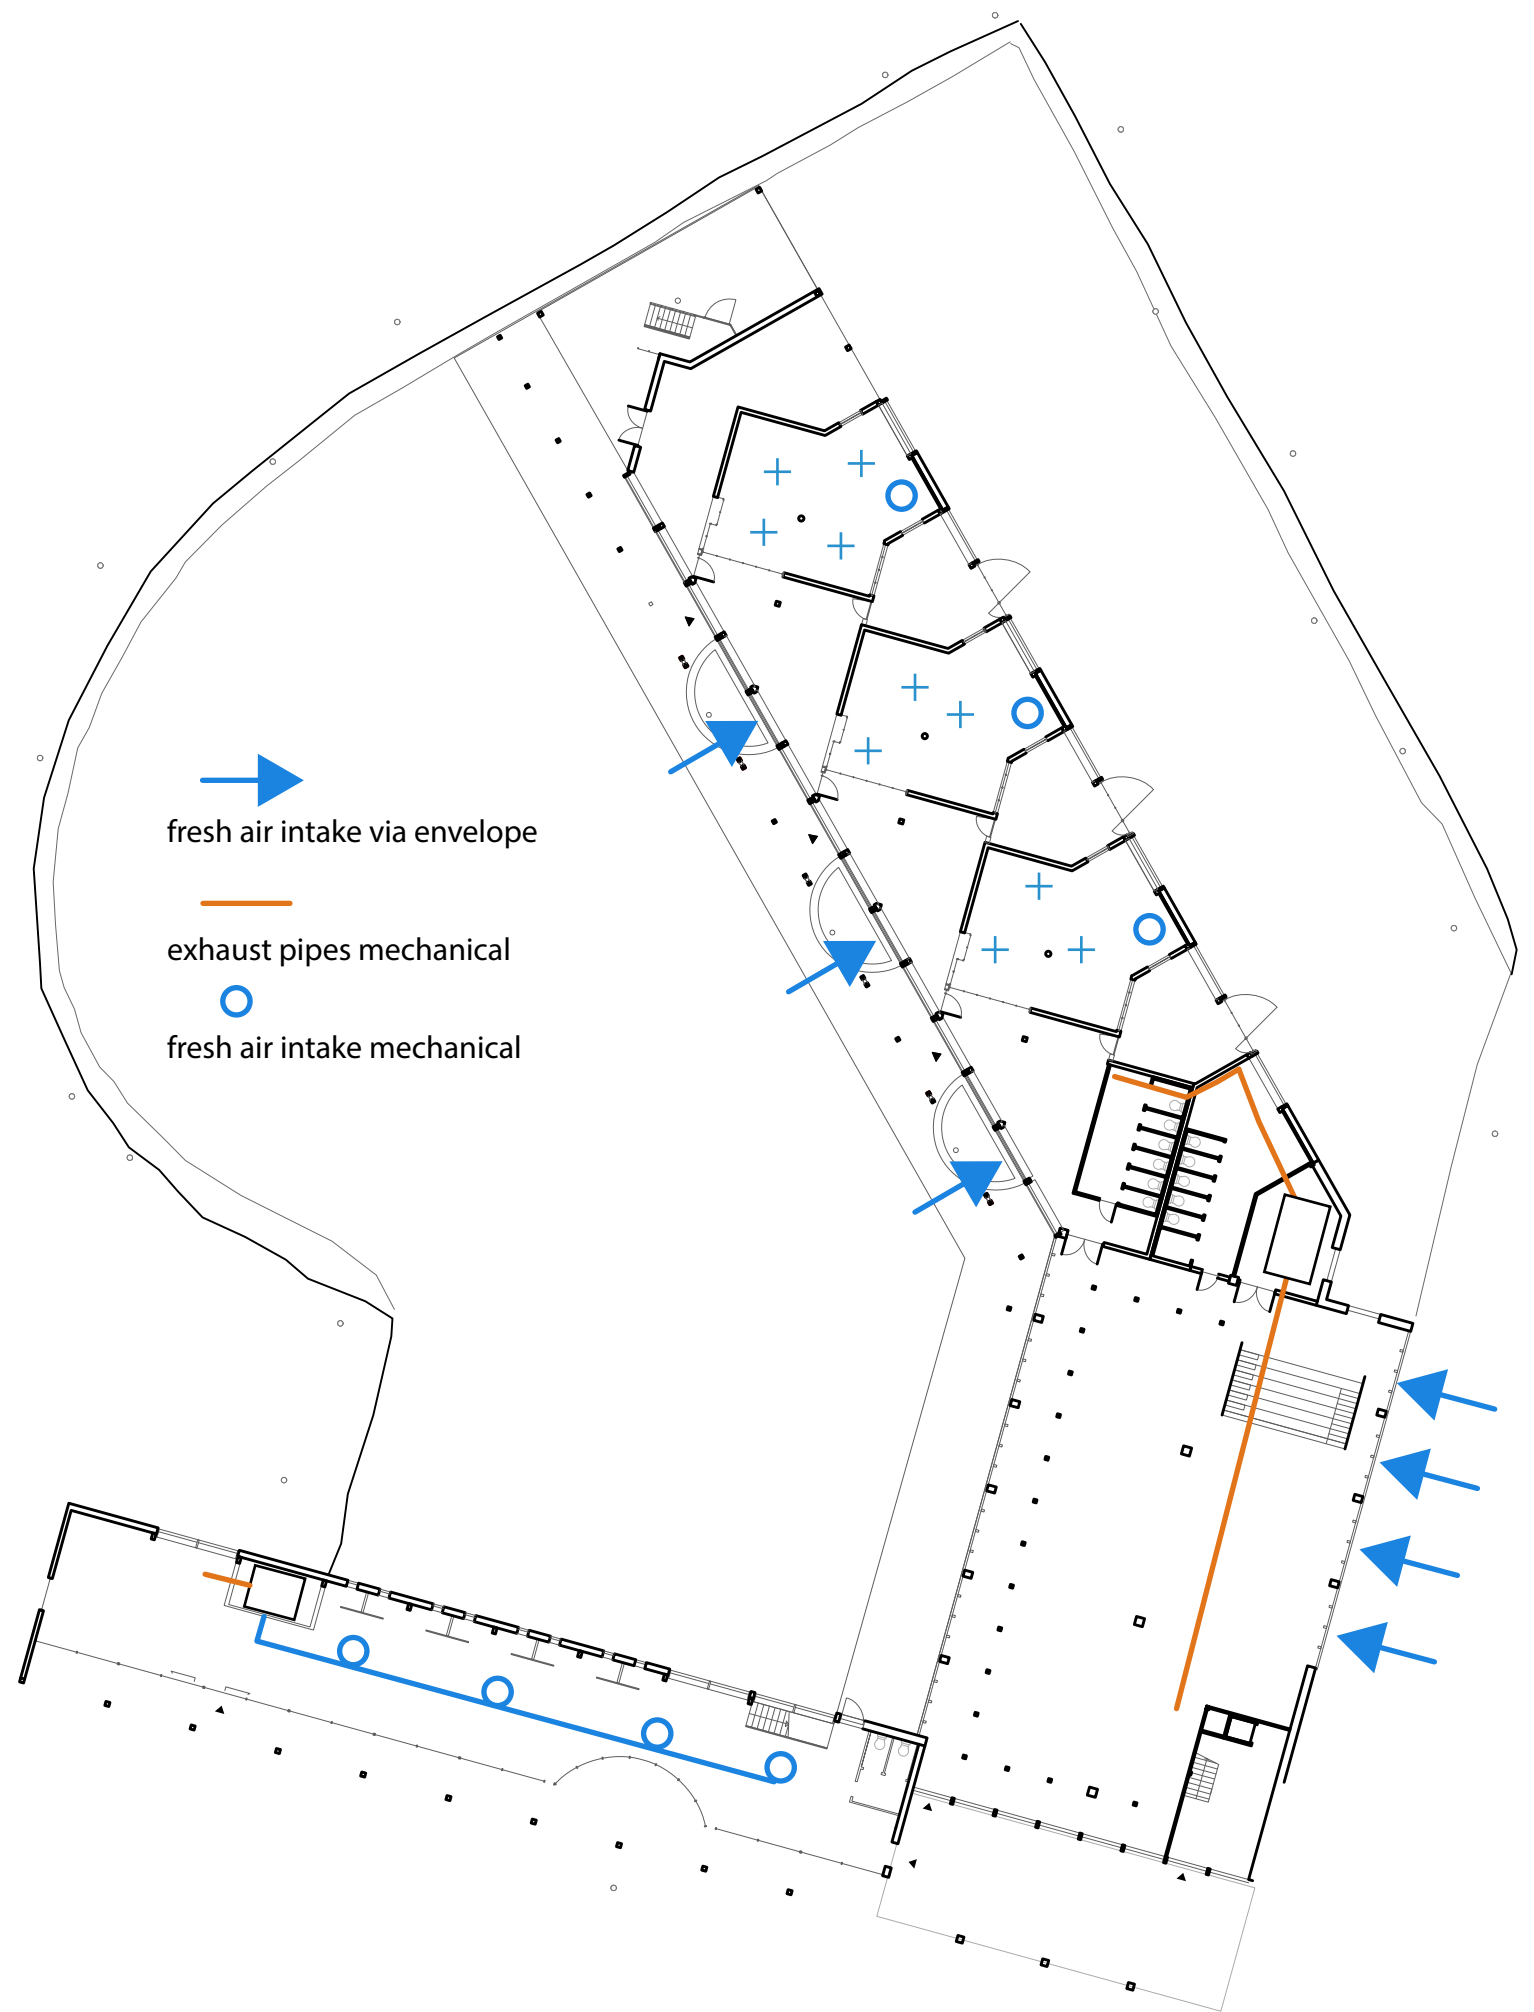 fresh air intake via envelope
exhaust pipes mechanical
fresh air intake mechanical